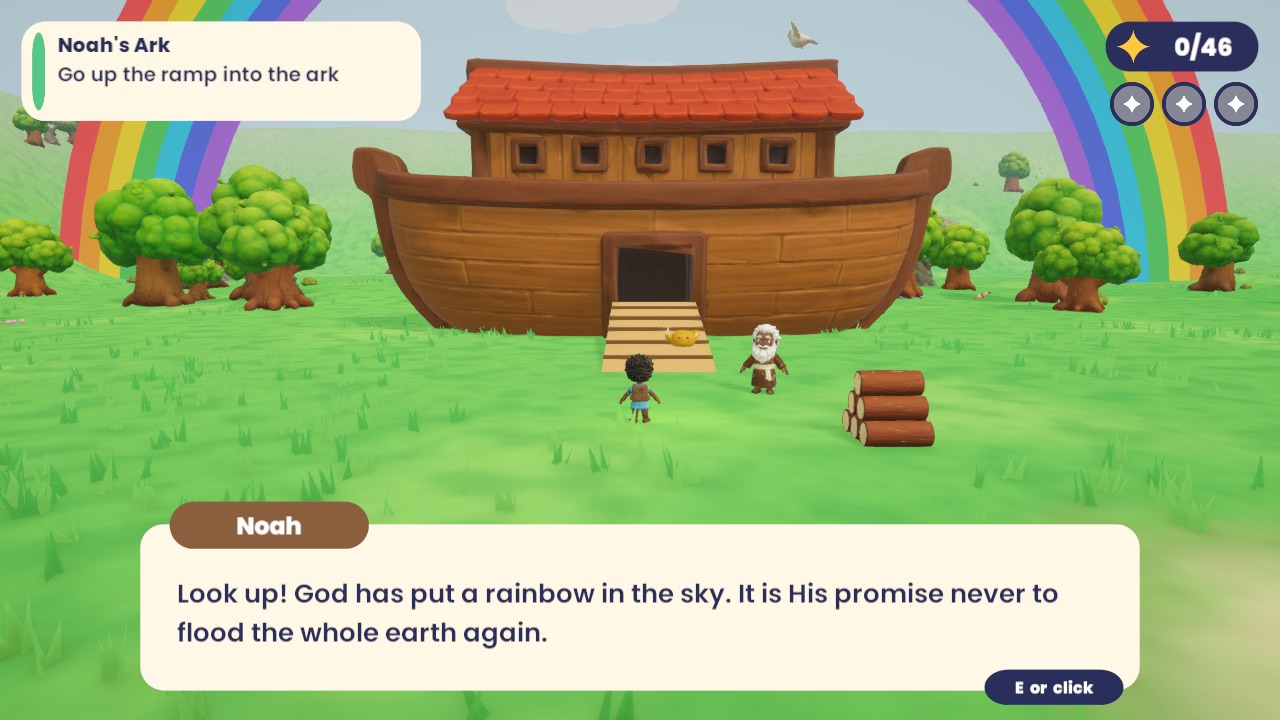 Noah's Ark
Go up the ramp into the ark
0/46
Noah
Look up! God has put a rainbow in the sky. It is His promise never to
flood the whole earth again.
E or click